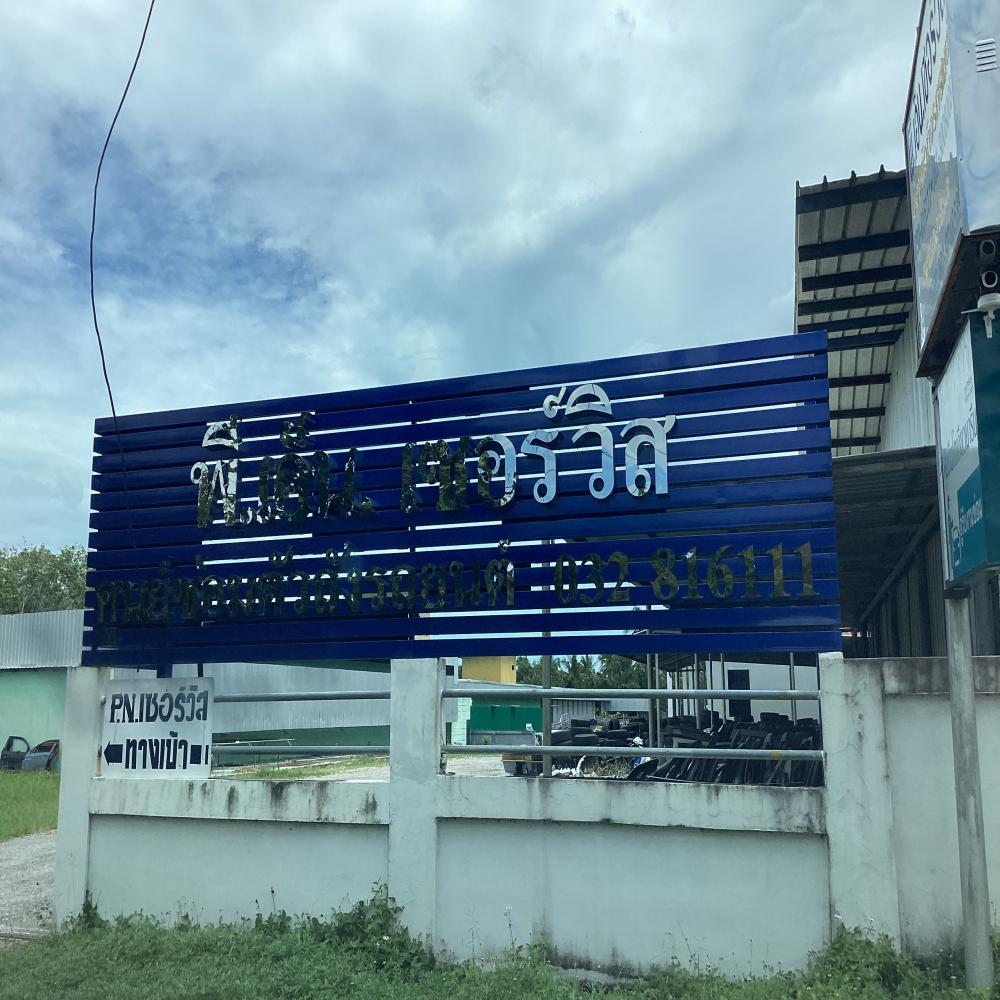 พี.เอ็น. เซอร์วิส
ศูนย์ซ่อมตัวถังรถยนต์ 032-816111
P.N.เซอร์วิส
ทางเข้า